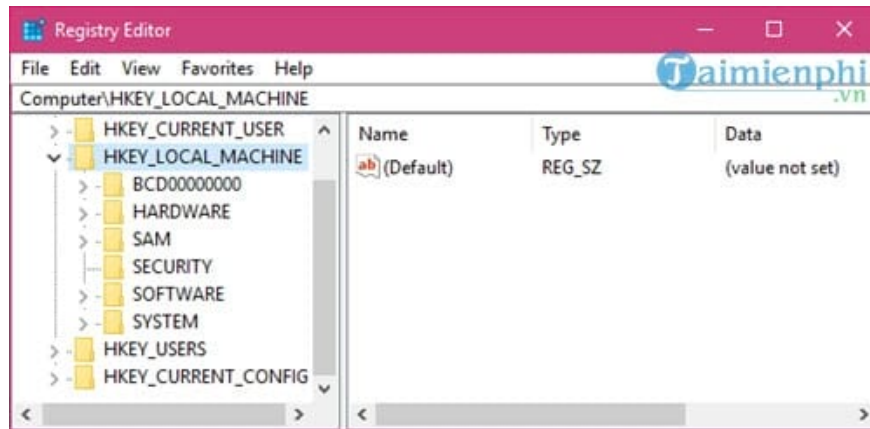 Registry Editor
File Edit View Favorites Help
Taimienphi
.vn
Computer\HKEY_LOCAL_MACHINE
HKEY_CURRENT_USER
HKEY_LOCAL_MACHINE
BCD00000000
HARDWARE
SAM
SECURITY
SOFTWARE
SYSTEM
HKEY_USERS
HKEY_CURRENT_CONFIG
Name Type Data
ab (Default) REG_SZ (value not set)